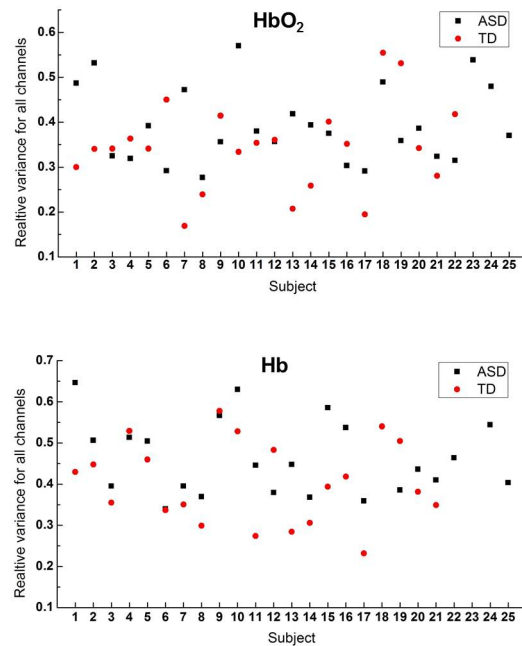 HbO2
ASD
TD
Realtive variance for all channels
0.6
0.5
0.4
0.3
0.2
0.1
1 2 3 4 5 6 7 8 9 10 11 12 13 14 15 16 17 18 19 20 21 22 23 24 25
Subject
Hb
ASD
TD
Realtive variance for all channels
0.7
0.6
0.5
0.4
0.3
0.2
0.1
1 2 3 4 5 6 7 8 9 10 11 12 13 14 15 16 17 18 19 20 21 22 23 24 25
Subject